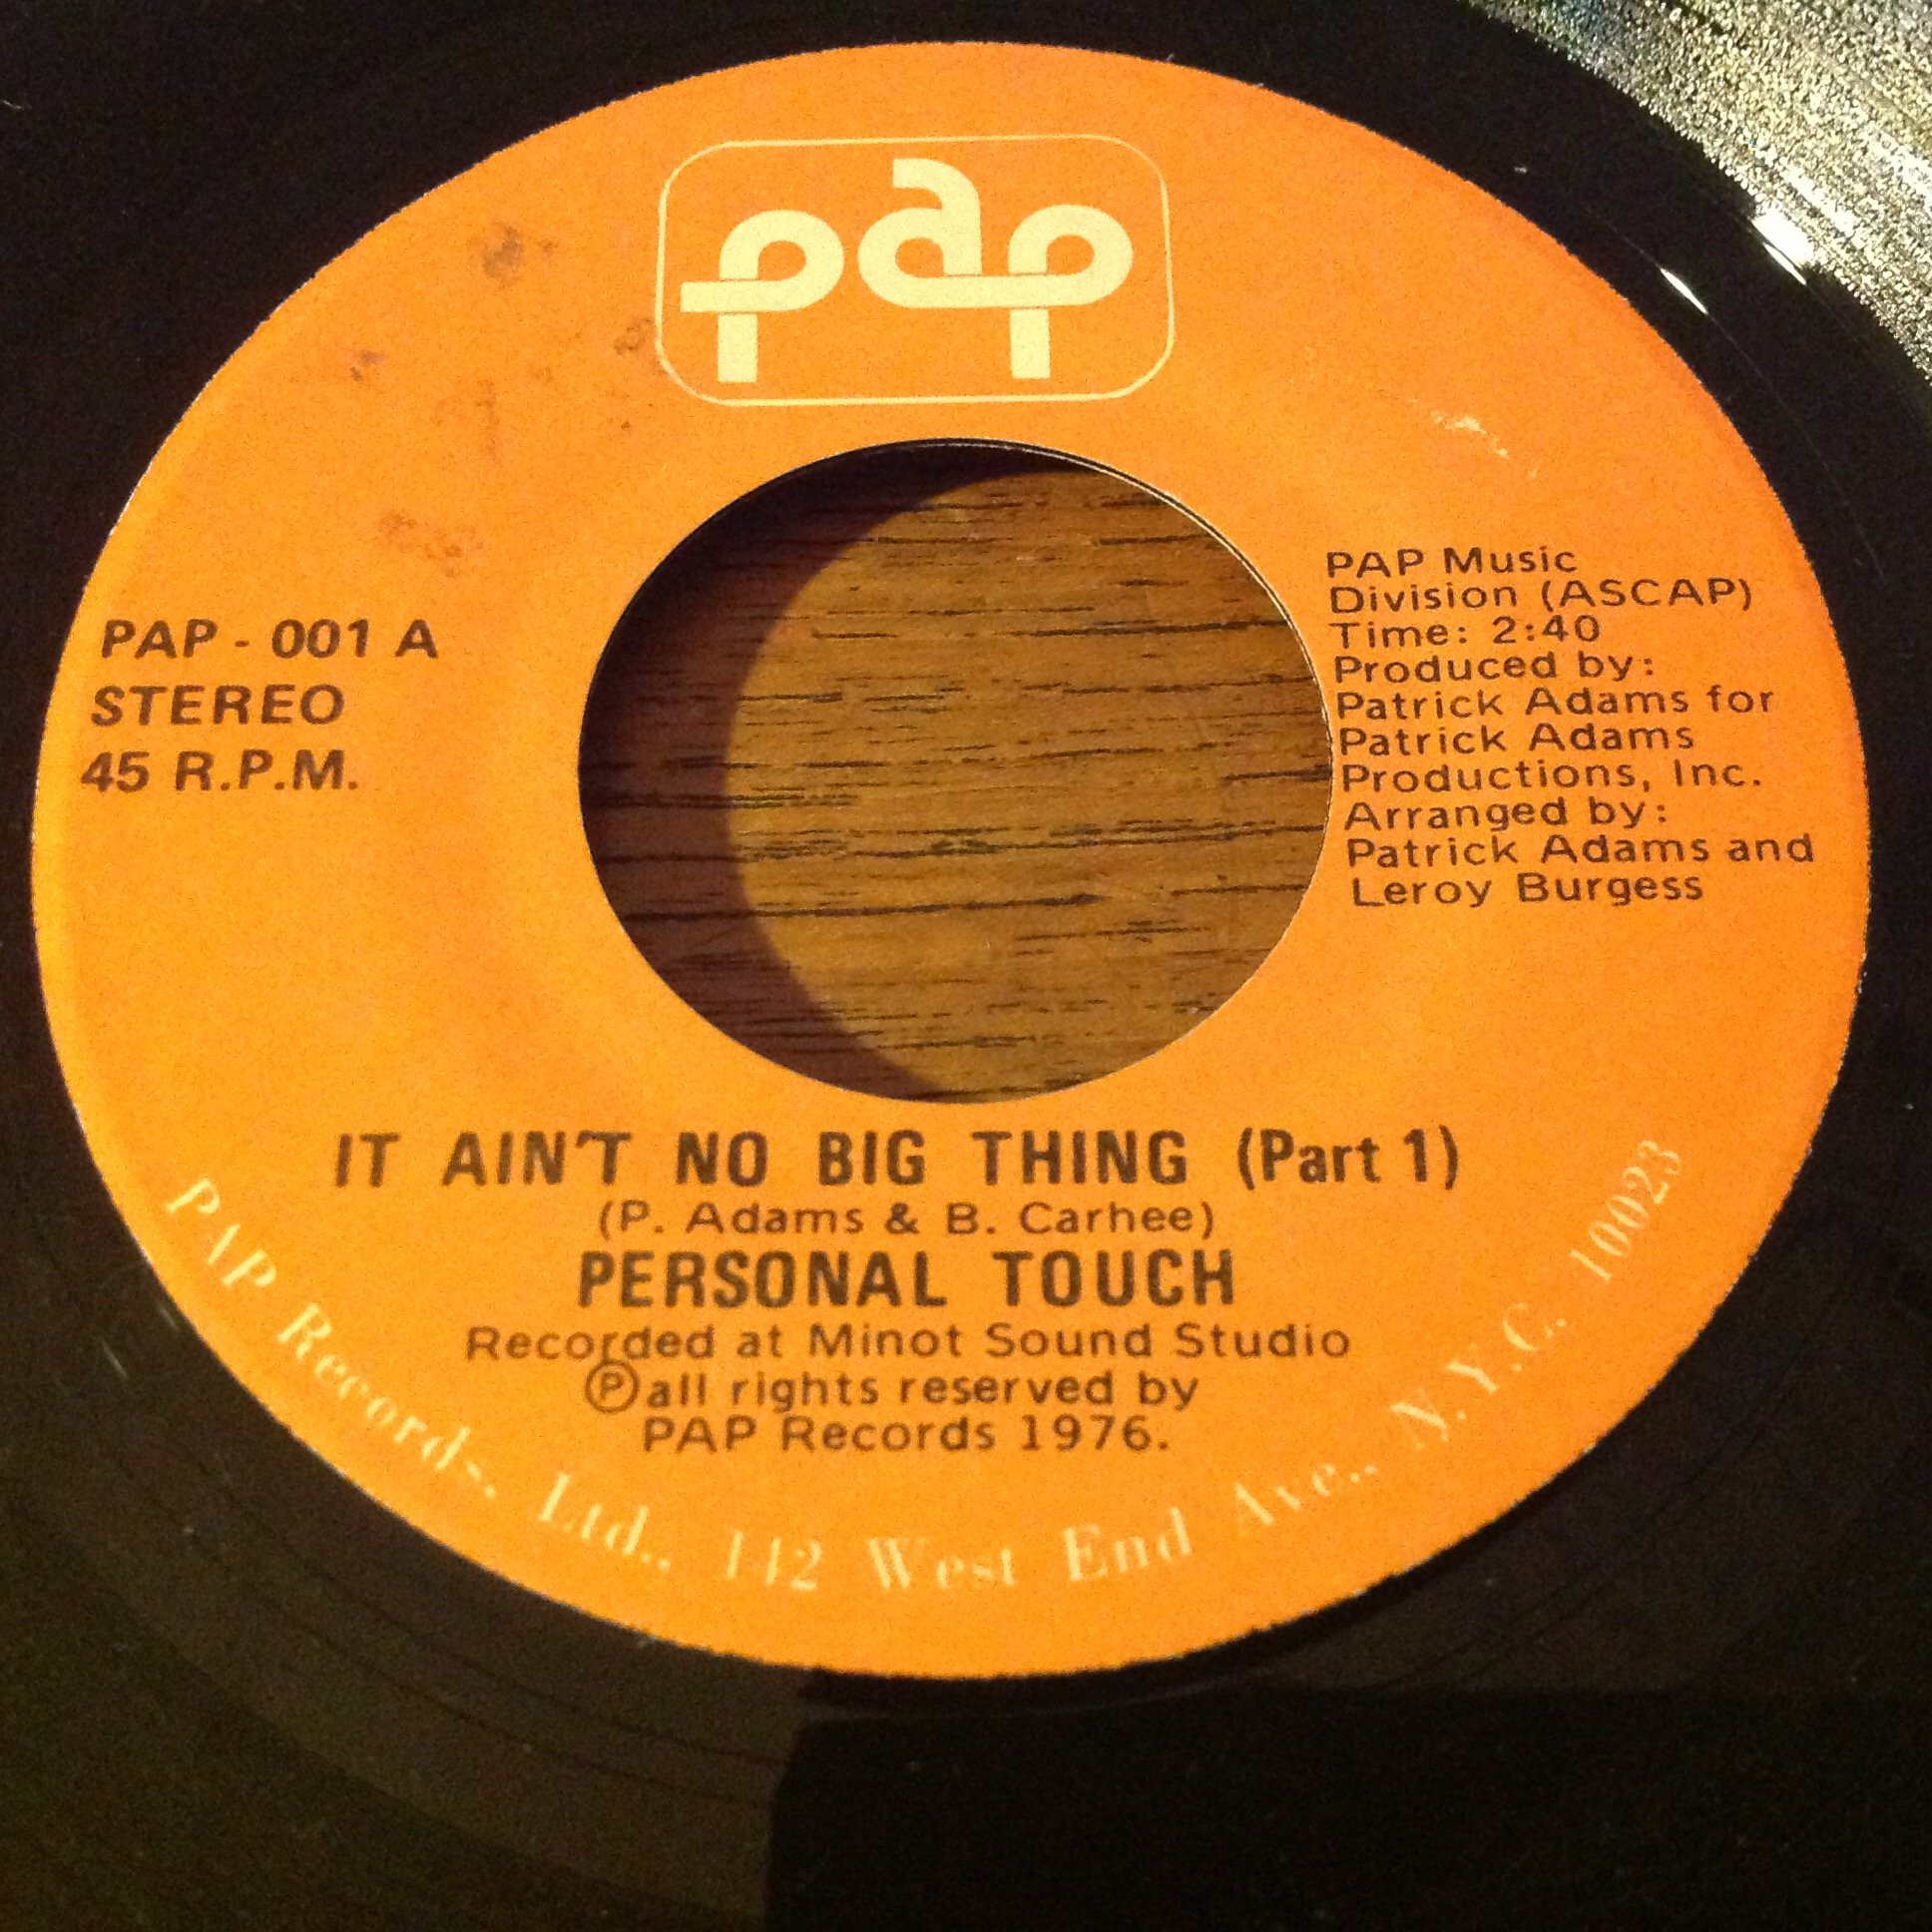 pap
PAP - 001 A
STEREO
45 R.P.M.
PAP Music
Division (ASCAP)
Time: 2:40
Produced by:
Patrick Adams for
Patrick Adams
Productions, Inc.
Arranged by:
Patrick Adams and
Leroy Burgess
IT AIN'T NO BIG THING (Part 1)
(P. Adams & B. Carhee)
PERSONAL TOUCH
Recorded at Minot Sound Studio
Ⓟall rights reserved by
PAP Records 1976.
PAP Records, Ltd., 142 West End Ave., N.Y.C. 10023